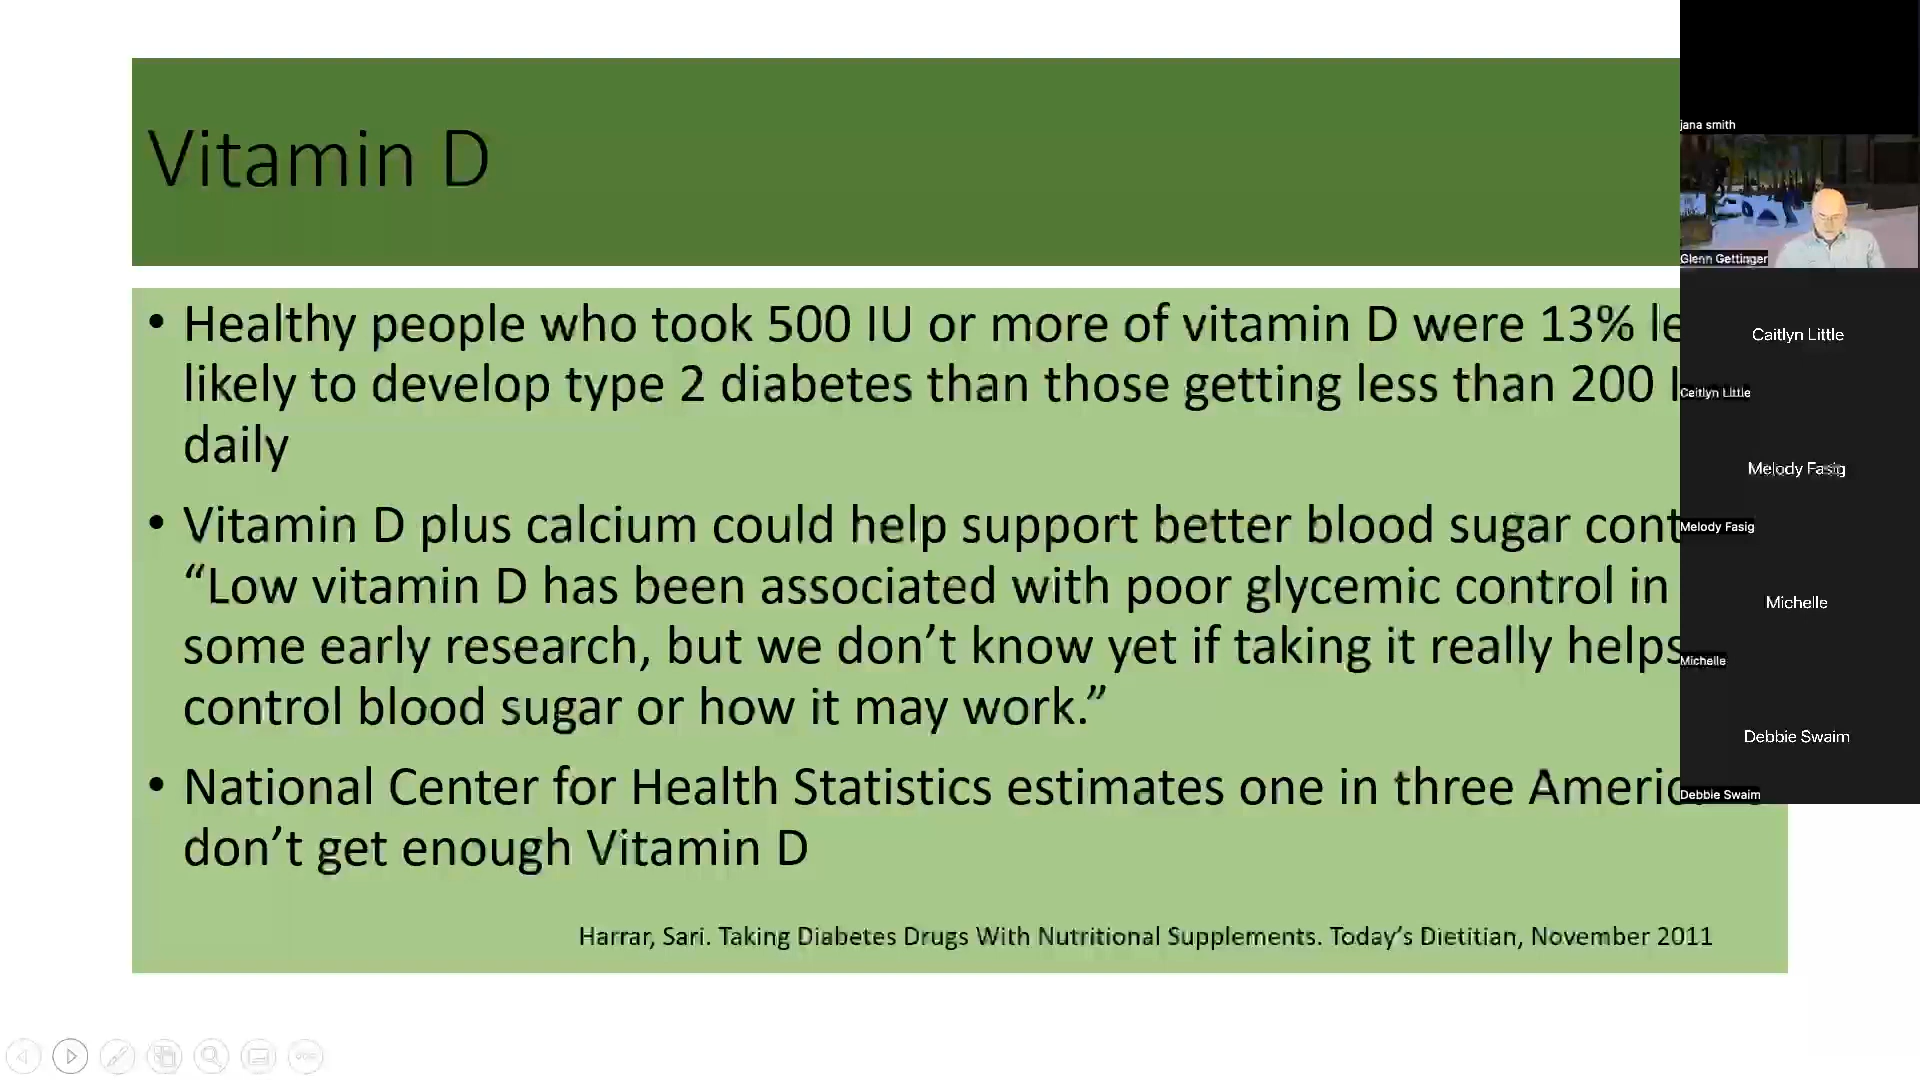 Vitamin D
• Healthy people who took 500 IU or more of vitamin D were 13% le
likely to develop type 2 diabetes than those getting less than 200 I
daily
• Vitamin D plus calcium could help support better blood sugar cont
“Low vitamin D has been associated with poor glycemic control in
some early research, but we don’t know yet if taking it really helps
control blood sugar or how it may work.”
• National Center for Health Statistics estimates one in three Americ
don’t get enough Vitamin D
Harrar, Sari. Taking Diabetes Drugs With Nutritional Supplements. Today’s Dietitian, November 2011
jana smith
Glenn Gettinger
Caitlyn Little
Caitlyn Little
Melody Fasig
Melody Fasig
Michelle
Michelle
Debbie Swaim
Debbie Swaim